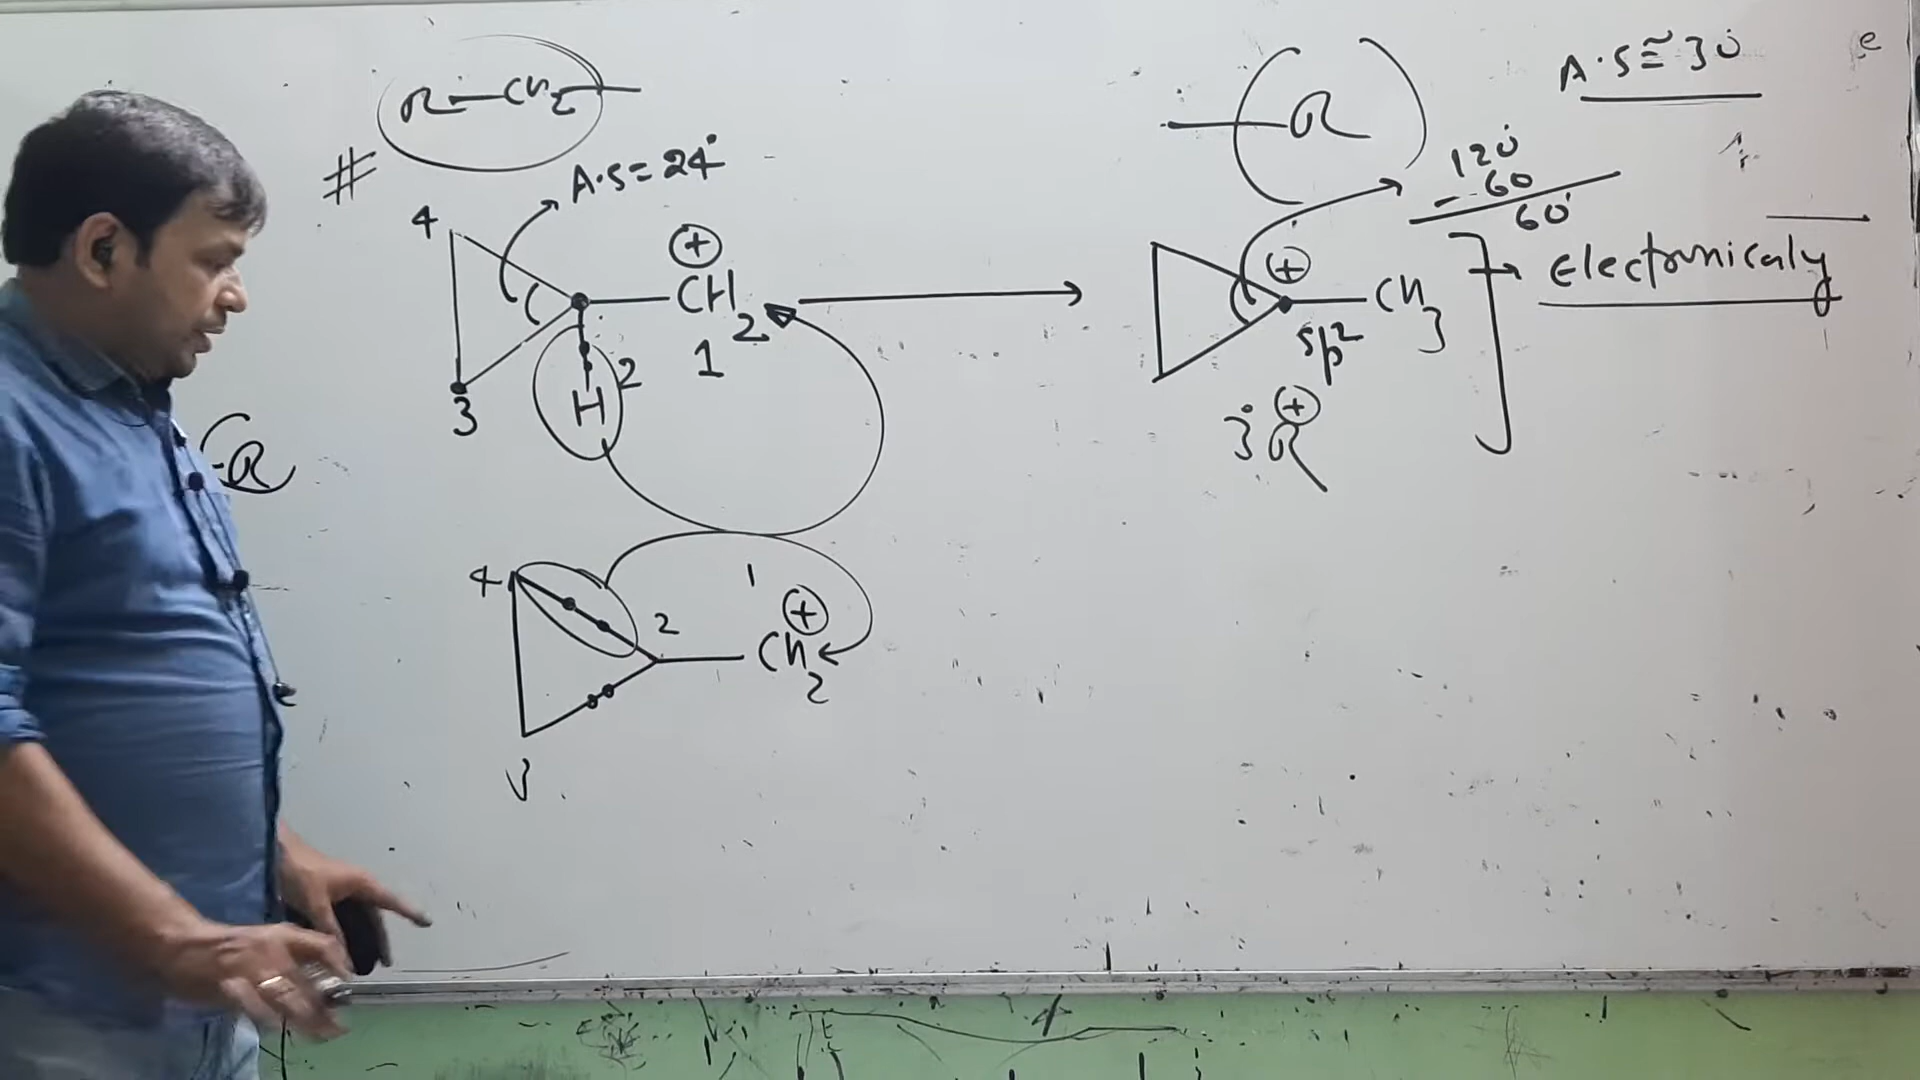 R-CH2
#
A.S=24°
4
⊕
CH2
1
2
H
3
R
A.S≅30°
e
120°
-60
60°
⊕
CH3
sp²
3° R⊕
Electronicaly
4
1
2
⊕
CH2
3